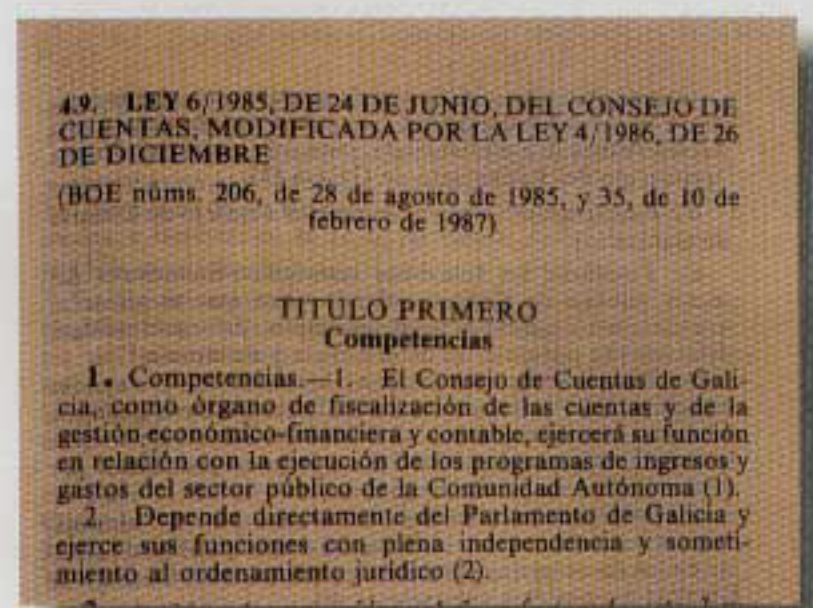 4.9. LEY 6/1985, DE 24 DE JUNIO, DEL CONSEJO DE
CUENTAS, MODIFICADA POR LA LEY 4/1986, DE 26
DE DICIEMBRE
(BOE núms. 206, de 28 de agosto de 1985, y 35, de 10 de
febrero de 1987)
TITULO PRIMERO
Competencias
1. Competencias.—1. El Consejo de Cuentas de Gali-
cia, como órgano de fiscalización de las cuentas y de la
gestión económico-financiera y contable, ejercerá su función
en relación con la ejecución de los programas de ingresos y
gastos del sector público de la Comunidad Autónoma (1).
2. Depende directamente del Parlamento de Galicia y
ejerce sus funciones con plena independencia y someti-
miento al ordenamiento jurídico (2).